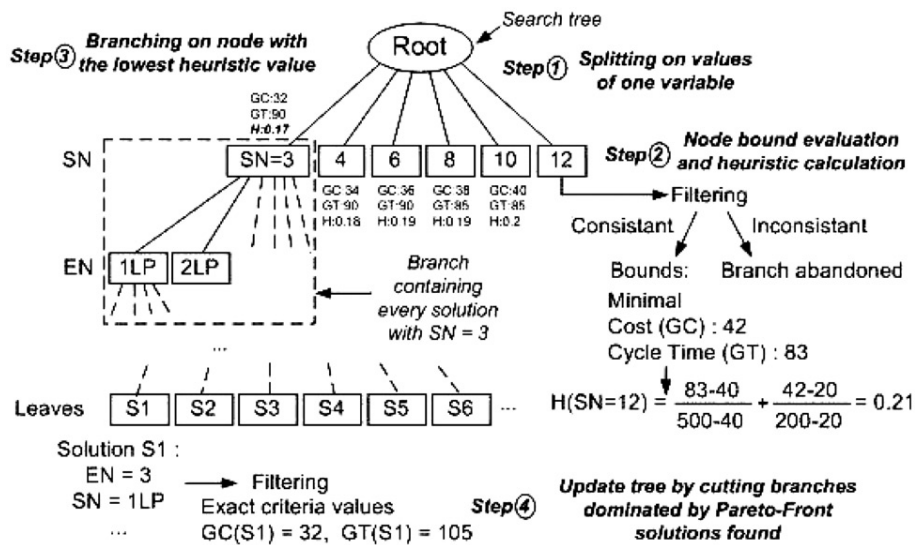 Search tree
Root
Step③ Branching on node with
the lowest heuristic value
Step① Splitting on values
of one variable
GC:32
GT:90
H:0.17
SN
SN=3 4 6 8 10 12
Step② Node bound evaluation
and heuristic calculation
GC:34 GC:36 GC:38 GC:40
GT:90 GT:90 GT:85 GT:85
H:0.18 H:0.19 H:0.19 H:0.2
Filtering
Consistant Inconsistant
EN
1LP 2LP
Branch
containing
every solution
with SN = 3
Bounds: Branch abandoned
Minimal
Cost (GC) : 42
Cycle Time (GT) : 83
...
Leaves
S1 S2 S3 S4 S5 S6 ...
H(SN=12) = 83-40 / 500-40 + 42-20 / 200-20 = 0.21
Solution S1 :
EN = 3
SN = 1LP
...
Filtering
Exact criteria values
GC(S1) = 32, GT(S1) = 105
Step④ Update tree by cutting branches
dominated by Pareto-Front
solutions found